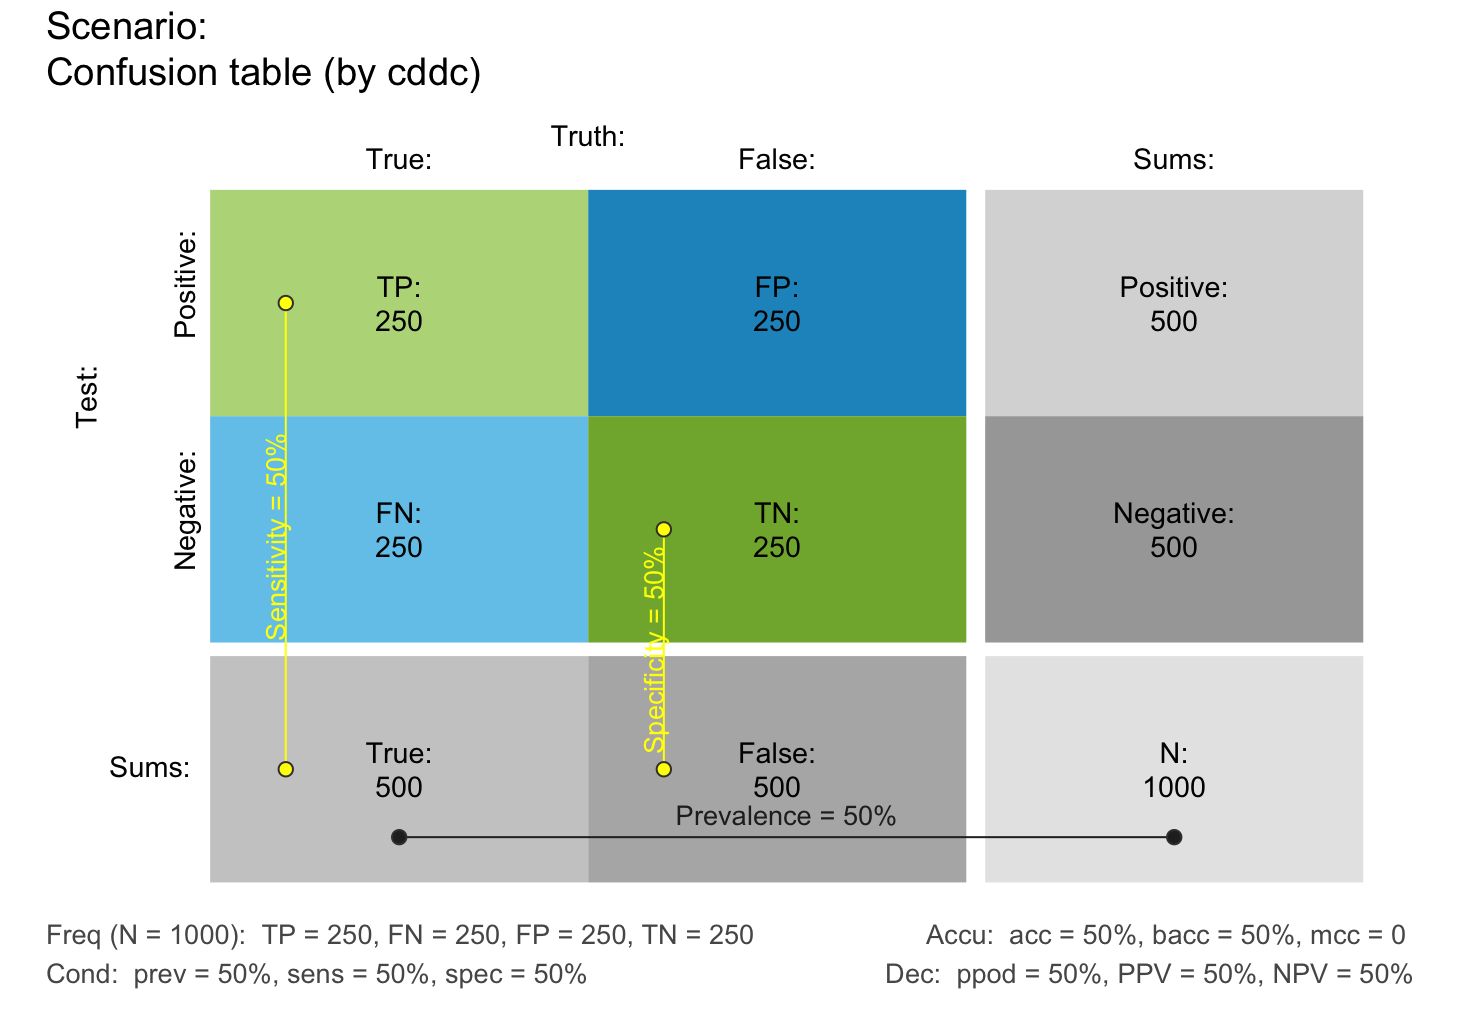 Scenario:
Confusion table (by cddc)
Truth:
True:
False:
Sums:
Test:
Positive:
TP:
250
FP:
250
Positive:
500
Negative:
FN:
250
TN:
250
Negative:
500
Sensitivity = 50%
Specificity = 50%
Sums:
True:
500
False:
500
N:
1000
Prevalence = 50%
Freq (N = 1000):  TP = 250, FN = 250, FP = 250, TN = 250
Accu:  acc = 50%, bacc = 50%, mcc = 0
Cond:  prev = 50%, sens = 50%, spec = 50%
Dec:  ppod = 50%, PPV = 50%, NPV = 50%